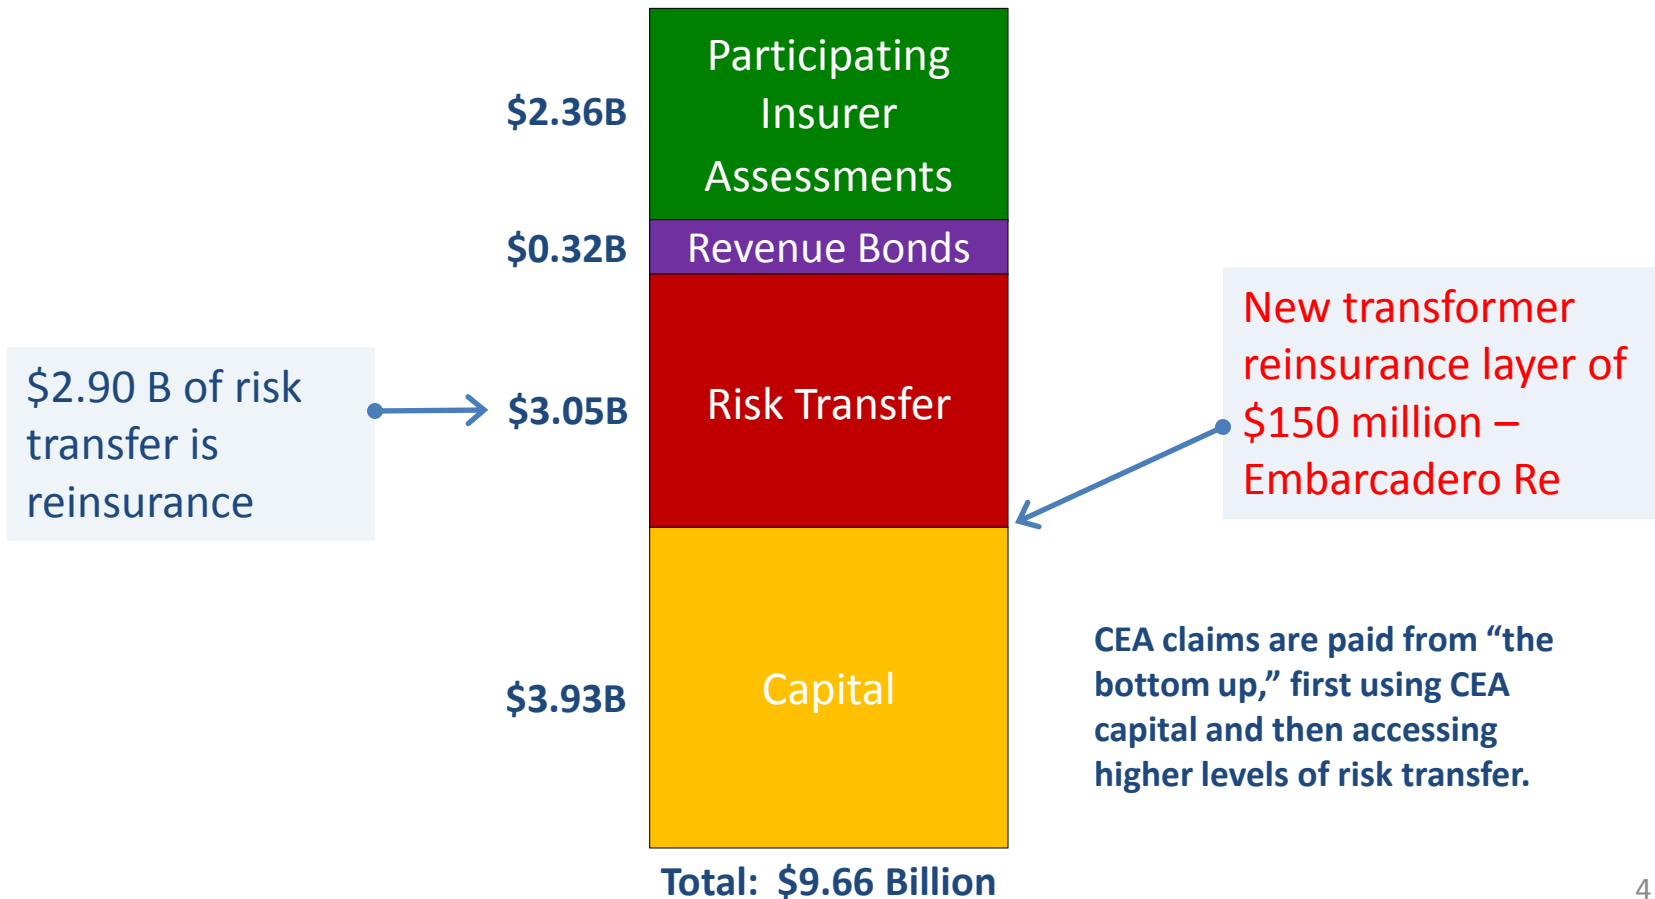 Participating
Insurer
Assessments
$2.36B
$0.32B
Revenue Bonds
$2.90 B of risk
transfer is
reinsurance
$3.05B
Risk Transfer
New transformer
reinsurance layer of
$150 million –
Embarcadero Re
$3.93B
Capital
CEA claims are paid from “the
bottom up,” first using CEA
capital and then accessing
higher levels of risk transfer.
Total:  $9.66 Billion
4